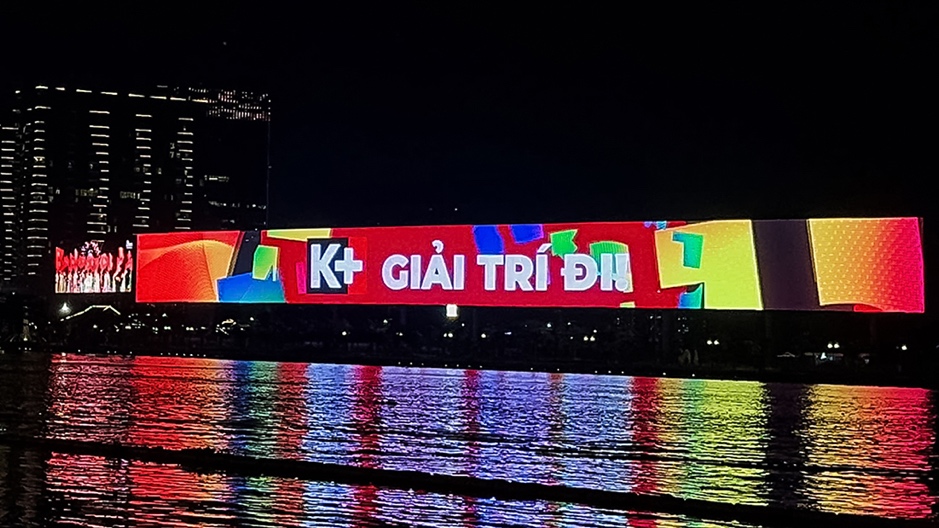 K+ GIẢI TRÍ ĐI!